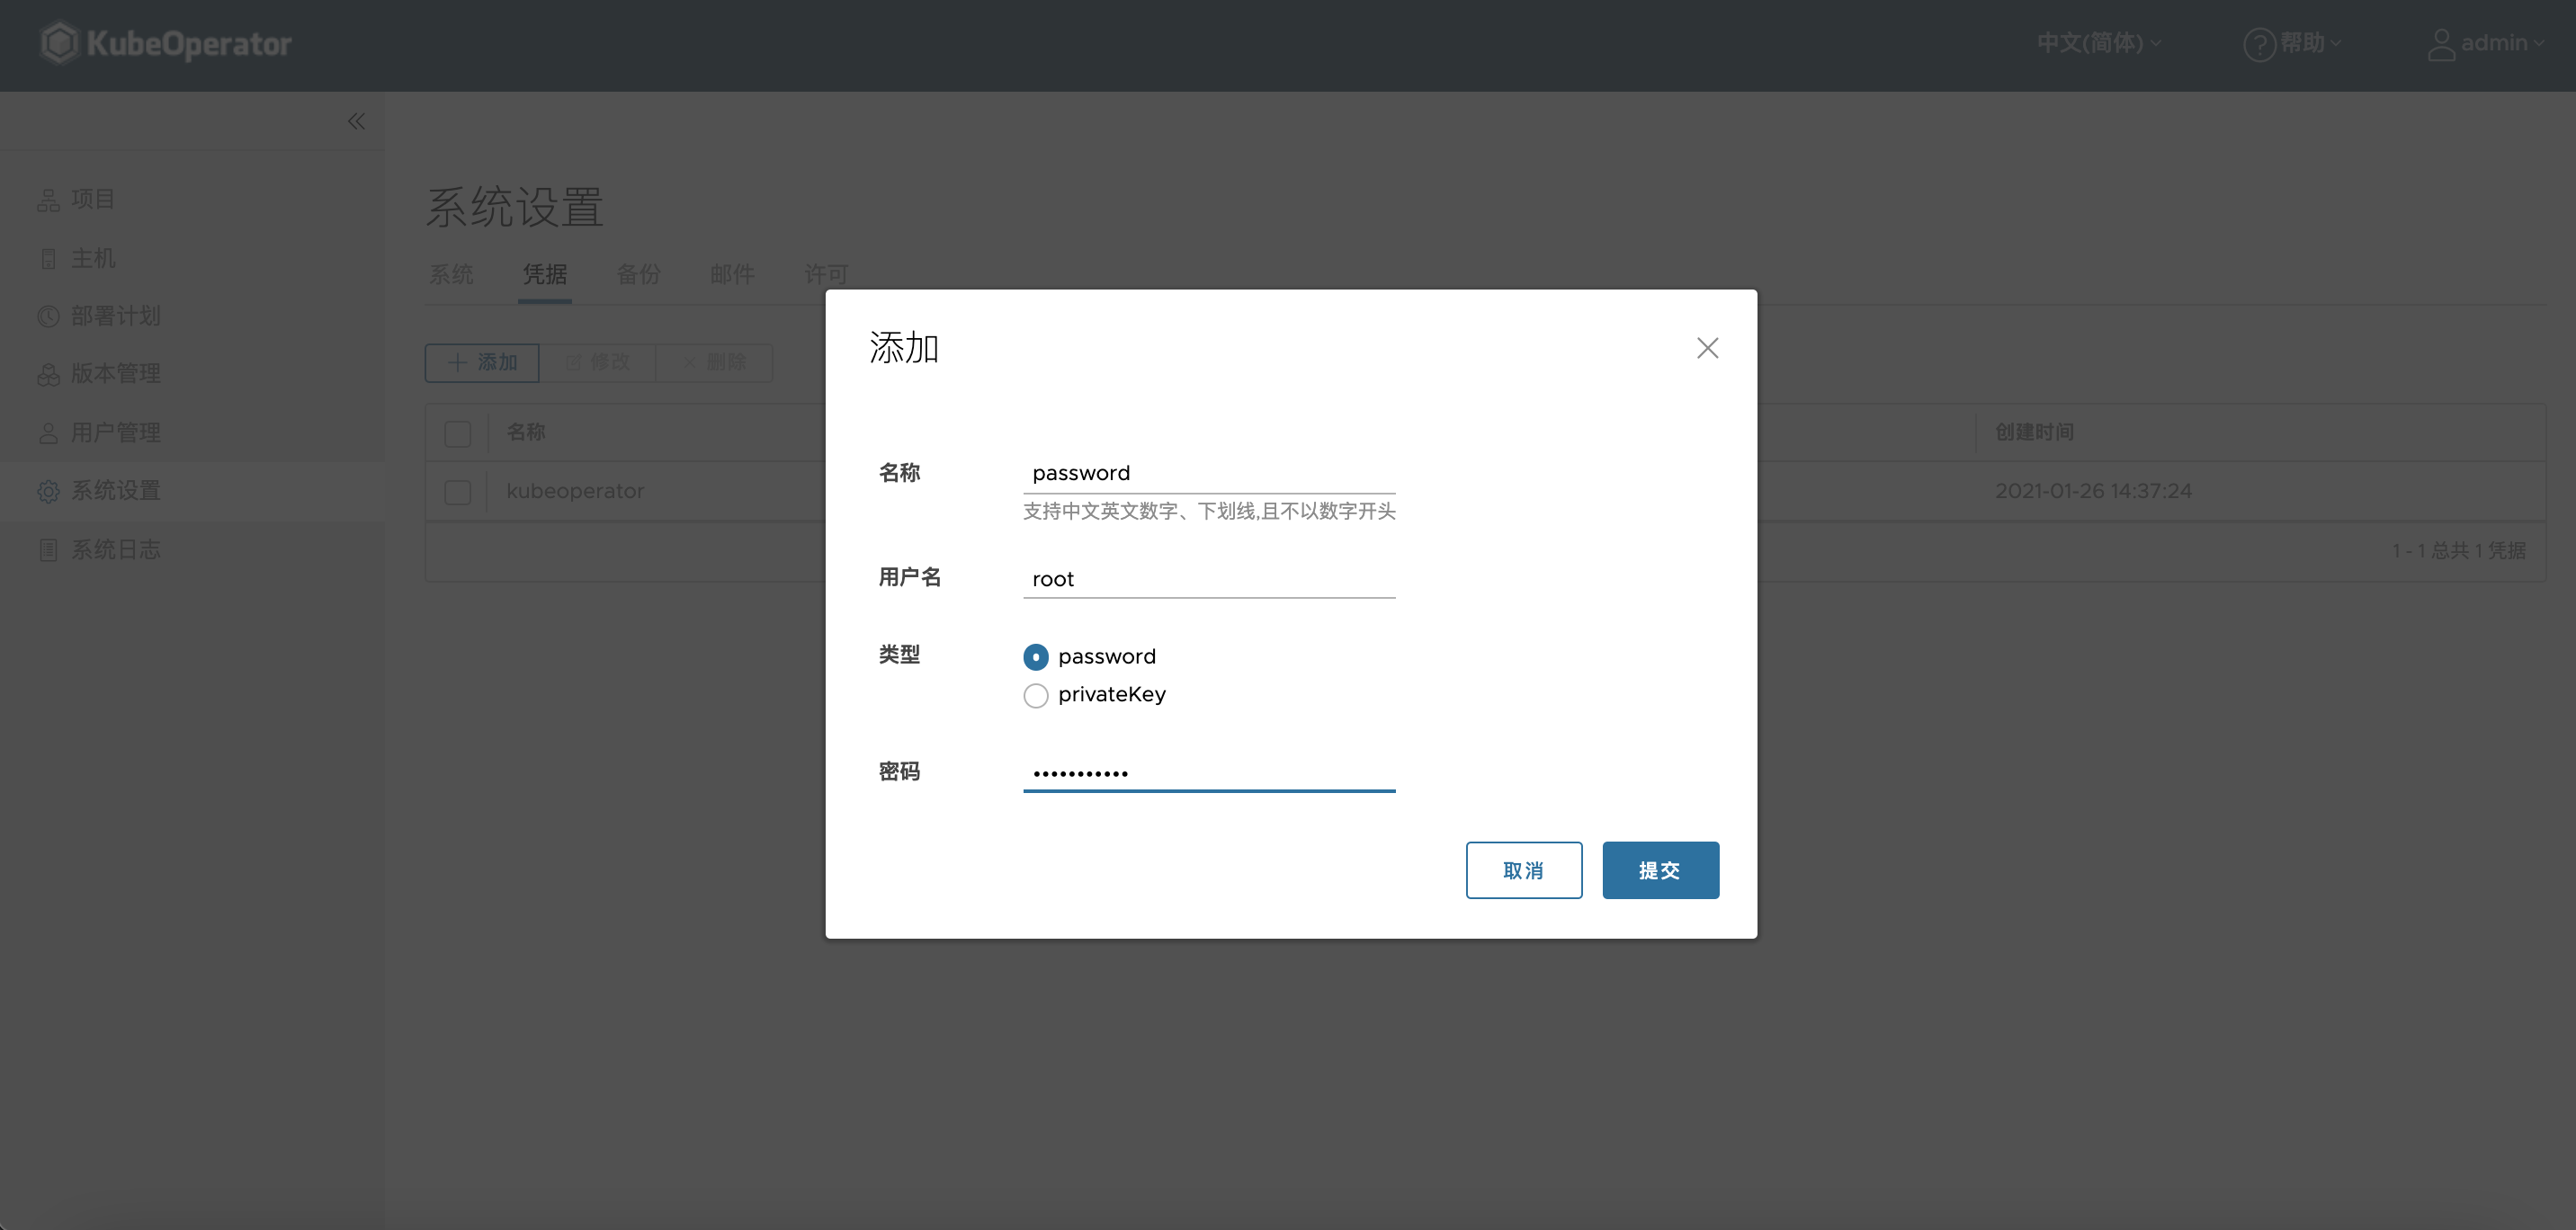 KubeOperator
中文(简体)
帮助
admin
项目
主机
部署计划
版本管理
用户管理
系统设置
系统日志
系统设置
系统 凭据 备份 邮件 许可
添加 修改 删除
名称 创建时间
kubeoperator 2021-01-26 14:37:24
1 - 1 总共 1 凭据
添加
名称 password
支持中文英文数字、下划线,且不以数字开头
用户名 root
类型 password
privateKey
密码 •••••••••••
取消 提交